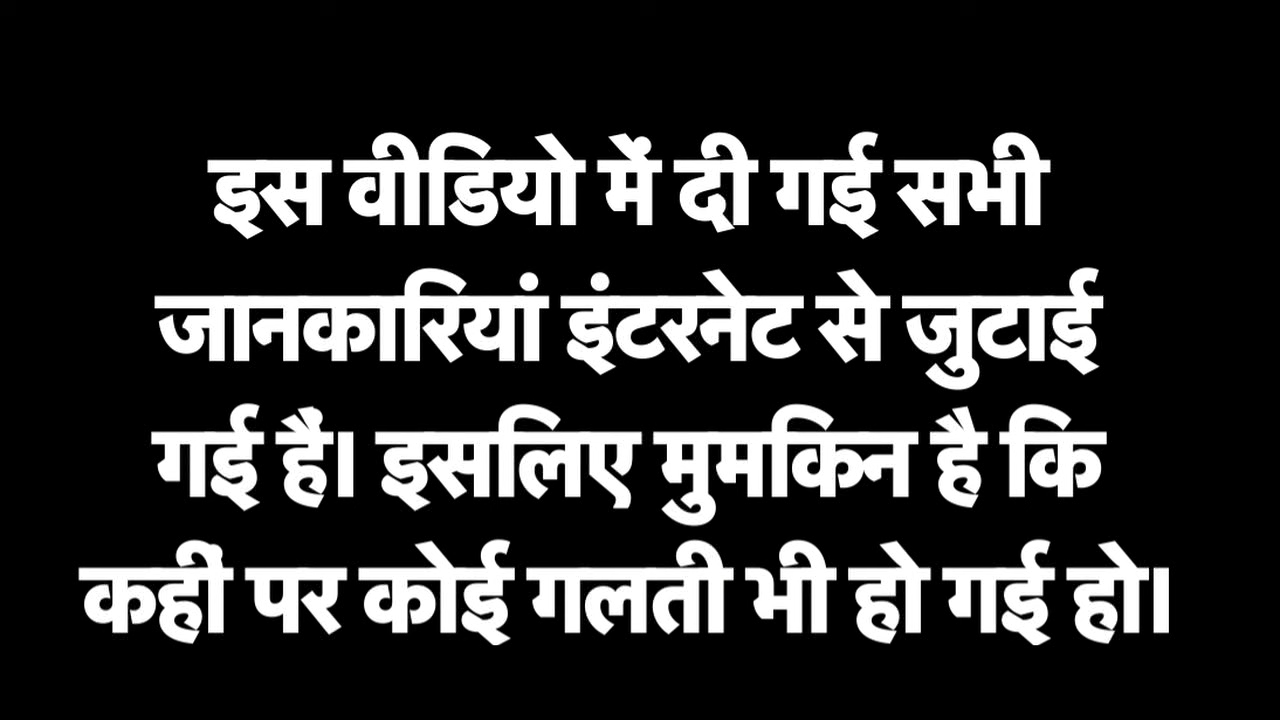 इस वीडियो में दी गई सभी
जानकारियां इंटरनेट से जुटाई
गई हैं। इसलिए मुमकिन है कि
कहीं पर कोई गलती भी हो गई हो।